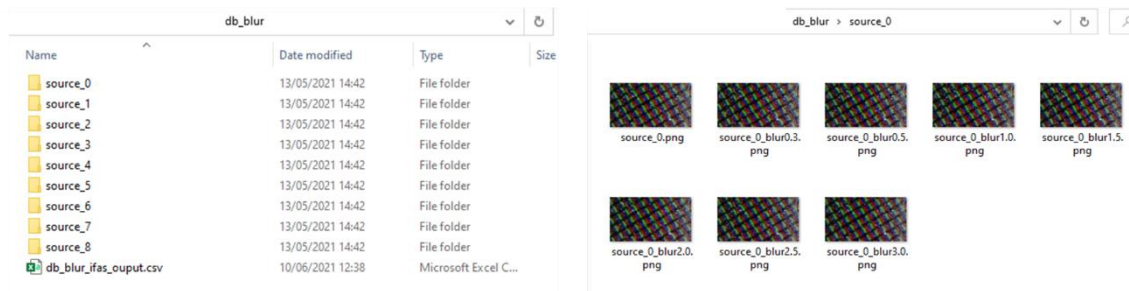 db_blur
Name Date modified Type Size
source_0 13/05/2021 14:42 File folder
source_1 13/05/2021 14:42 File folder
source_2 13/05/2021 14:42 File folder
source_3 13/05/2021 14:42 File folder
source_4 13/05/2021 14:42 File folder
source_5 13/05/2021 14:42 File folder
source_6 13/05/2021 14:42 File folder
source_7 13/05/2021 14:42 File folder
source_8 13/05/2021 14:42 File folder
db_blur_ifas_ouput.csv 10/06/2021 12:38 Microsoft Excel C...
db_blur > source_0
source_0.png
source_0_blur0.3.
png
source_0_blur0.5.
png
source_0_blur1.0.
png
source_0_blur1.5.
png
source_0_blur2.0.
png
source_0_blur2.5.
png
source_0_blur3.0.
png